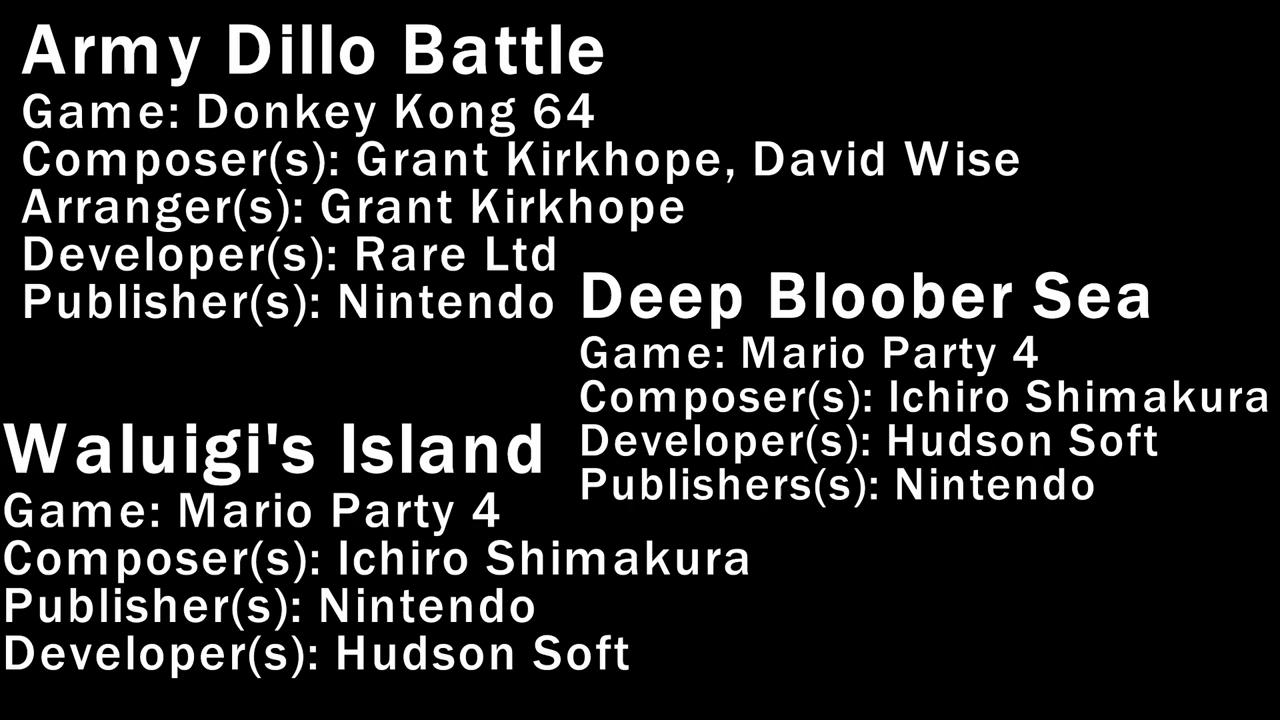 Army Dillo Battle
Game: Donkey Kong 64
Composer(s): Grant Kirkhope, David Wise
Arranger(s): Grant Kirkhope
Developer(s): Rare Ltd
Publisher(s): Nintendo
Deep Bloober Sea
Game: Mario Party 4
Composer(s): Ichiro Shimakura
Developer(s): Hudson Soft
Publishers(s): Nintendo
Waluigi's Island
Game: Mario Party 4
Composer(s): Ichiro Shimakura
Publisher(s): Nintendo
Developer(s): Hudson Soft